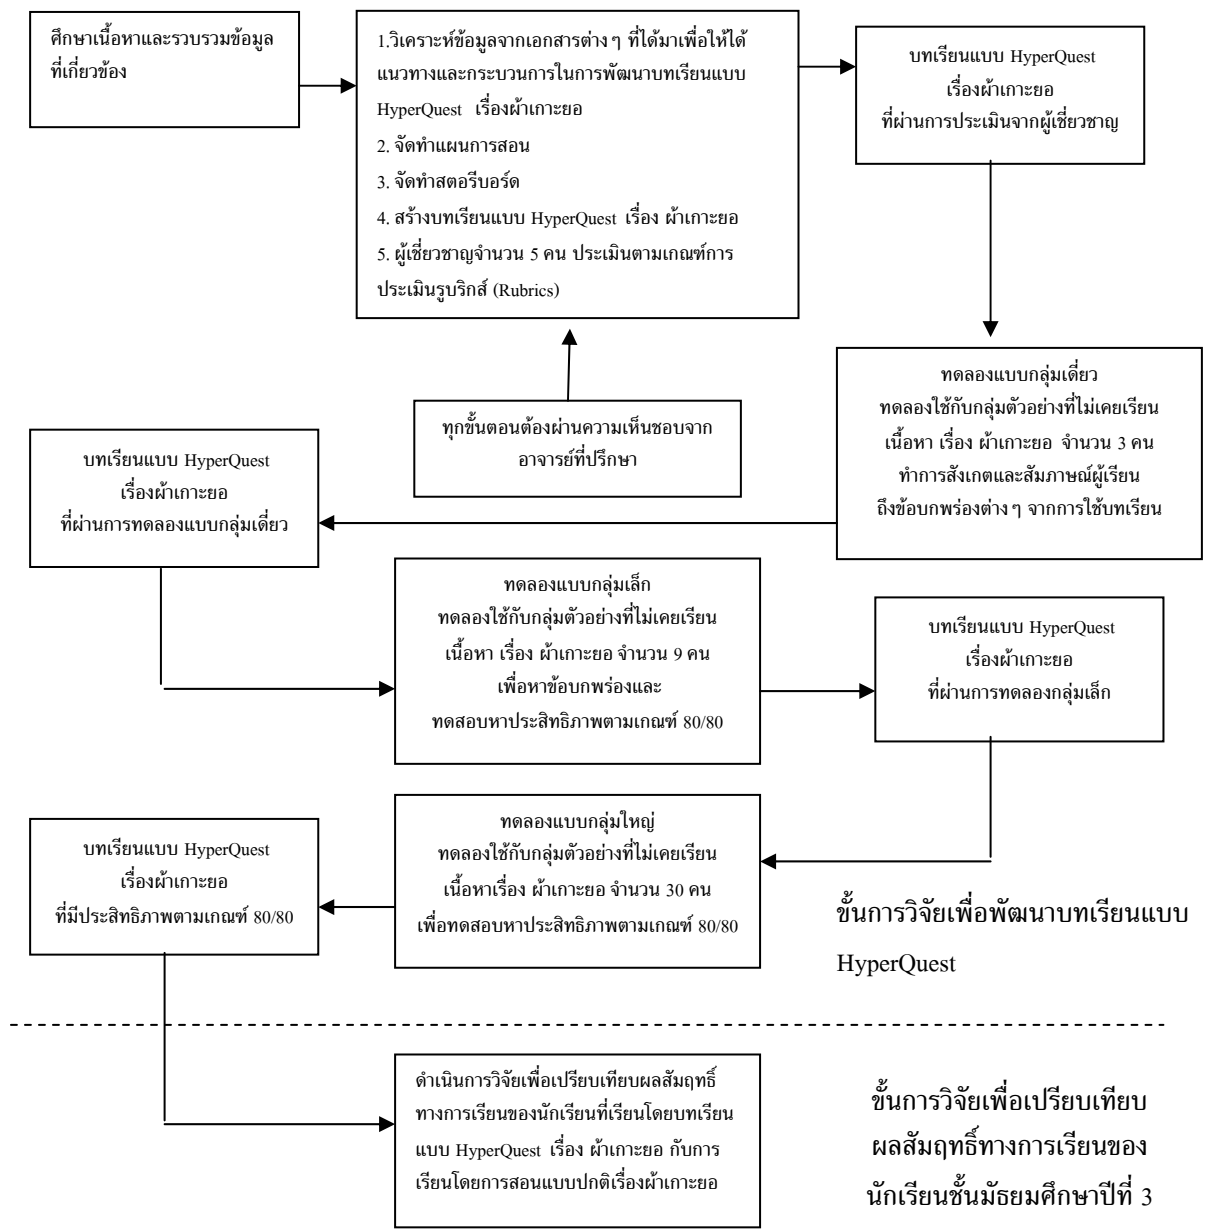 ศึกษาเนื้อหาและรวบรวมข้อมูล
ที่เกี่ยวข้อง
1.วิเคราะห์ข้อมูลจากเอกสารต่าง ๆ ที่ได้มาเพื่อให้ได้
แนวทางและกระบวนการในการพัฒนาบทเรียนแบบ
HyperQuest เรื่องผ้าเกาะยอ
2. จัดทำแผนการสอน
3. จัดทำสตอรีบอร์ด
4. สร้างบทเรียนแบบ HyperQuest เรื่อง ผ้าเกาะยอ
5. ผู้เชี่ยวชาญจำนวน 5 คน ประเมินตามเกณฑ์การ
ประเมินรูบริกส์ (Rubrics)
บทเรียนแบบ HyperQuest
เรื่องผ้าเกาะยอ
ที่ผ่านการประเมินจากผู้เชี่ยวชาญ
ทุกขั้นตอนต้องผ่านความเห็นชอบจาก
อาจารย์ที่ปรึกษา
ทดลองแบบกลุ่มเดี่ยว
ทดลองใช้กับกลุ่มตัวอย่างที่ไม่เคยเรียน
เนื้อหา เรื่อง ผ้าเกาะยอ จำนวน 3 คน
ทำการสังเกตและสัมภาษณ์ผู้เรียน
ถึงข้อบกพร่องต่าง ๆ จากการใช้บทเรียน
บทเรียนแบบ HyperQuest
เรื่องผ้าเกาะยอ
ที่ผ่านการทดลองแบบกลุ่มเดี่ยว
ทดลองแบบกลุ่มเล็ก
ทดลองใช้กับกลุ่มตัวอย่างที่ไม่เคยเรียน
เนื้อหา เรื่อง ผ้าเกาะยอ จำนวน 9 คน
เพื่อหาข้อบกพร่องและ
ทดสอบหาประสิทธิภาพตามเกณฑ์ 80/80
บทเรียนแบบ HyperQuest
เรื่องผ้าเกาะยอ
ที่ผ่านการทดลองกลุ่มเล็ก
ทดลองแบบกลุ่มใหญ่
ทดลองใช้กับกลุ่มตัวอย่างที่ไม่เคยเรียน
เนื้อหาเรื่อง ผ้าเกาะยอ จำนวน 30 คน
เพื่อทดสอบหาประสิทธิภาพตามเกณฑ์ 80/80
บทเรียนแบบ HyperQuest
เรื่องผ้าเกาะยอ
ที่มีประสิทธิภาพตามเกณฑ์ 80/80
ขั้นการวิจัยเพื่อพัฒนาบทเรียนแบบ
HyperQuest
ดำเนินการวิจัยเพื่อเปรียบเทียบผลสัมฤทธิ์
ทางการเรียนของนักเรียนที่เรียนโดยบทเรียน
แบบ HyperQuest เรื่อง ผ้าเกาะยอ กับการ
เรียนโดยการสอนแบบปกติเรื่องผ้าเกาะยอ
ขั้นการวิจัยเพื่อเปรียบเทียบ
ผลสัมฤทธิ์ทางการเรียนของ
นักเรียนชั้นมัธยมศึกษาปีที่ 3